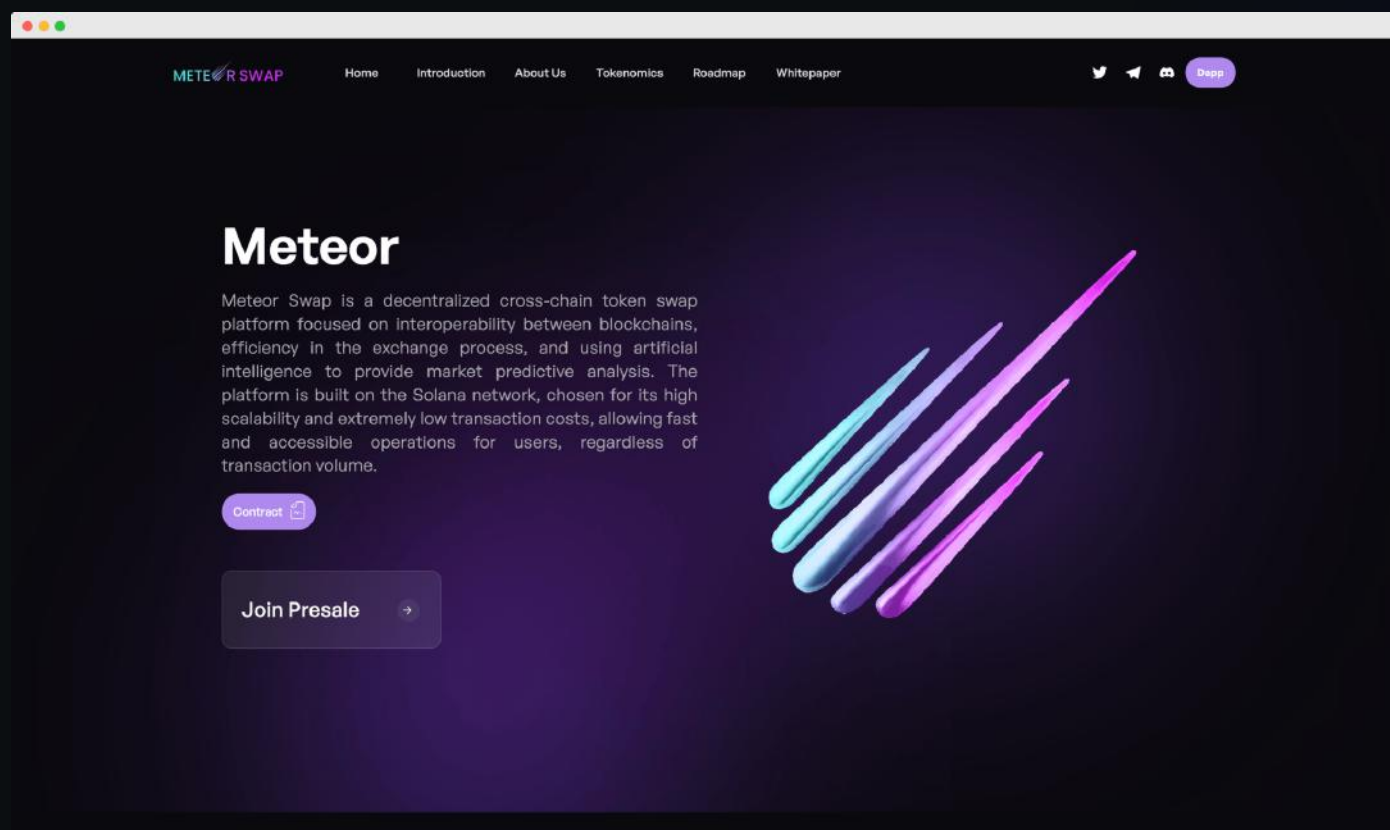 METEOR SWAP
Home
Introduction
About Us
Tokenomics
Roadmap
Whitepaper
Dapp
Meteor
Meteor Swap is a decentralized cross-chain token swap
platform focused on interoperability between blockchains,
efficiency in the exchange process, and using artificial
intelligence to provide market predictive analysis. The
platform is built on the Solana network, chosen for its high
scalability and extremely low transaction costs, allowing fast
and accessible operations for users, regardless of
transaction volume.
Contract
Join Presale